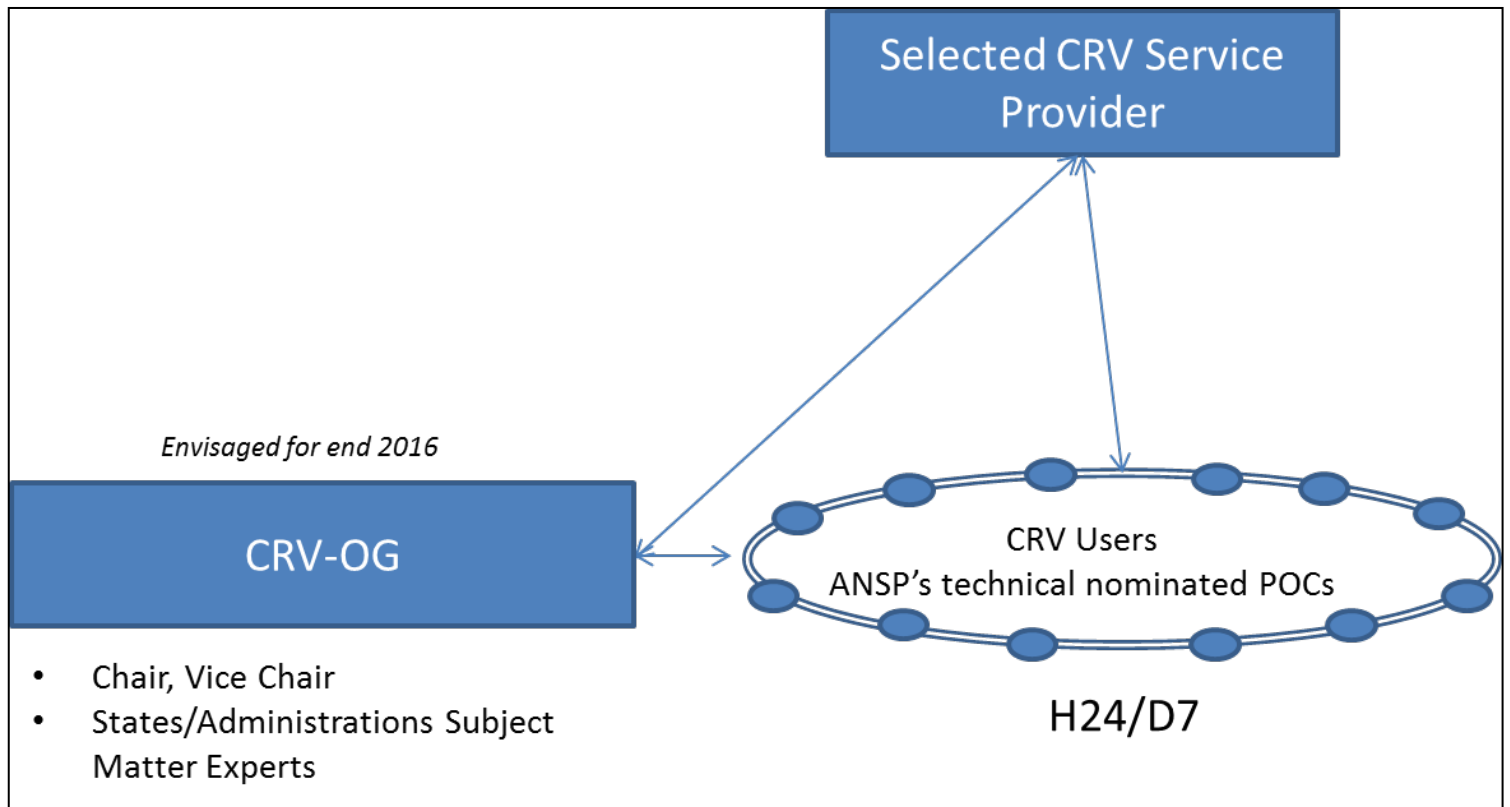 Selected CRV Service
Provider
Envisaged for end 2016
CRV-OG
CRV Users
ANSP’s technical nominated POCs
• Chair, Vice Chair
• States/Administrations Subject
Matter Experts
H24/D7